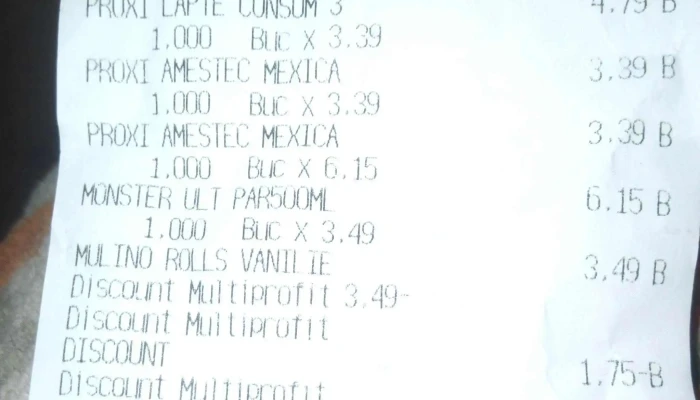 PROXI LAPTE CONSUM 3 4.79 B
1.000 Buc X 3.39
PROXI AMESTEC MEXICA 3.39 B
1.000 Buc X 3.39
PROXI AMESTEC MEXICA 3.39 B
1.000 Buc X 6.15
MONSTER ULT PAR500ML 6.15 B
1.000 Buc X 3.49
MULINO ROLLS VANILIE 3.49 B
Discount Multiprofit 3.49-
Discount Multiprofit
DISCOUNT 1.75-B
Discount Multiprofit